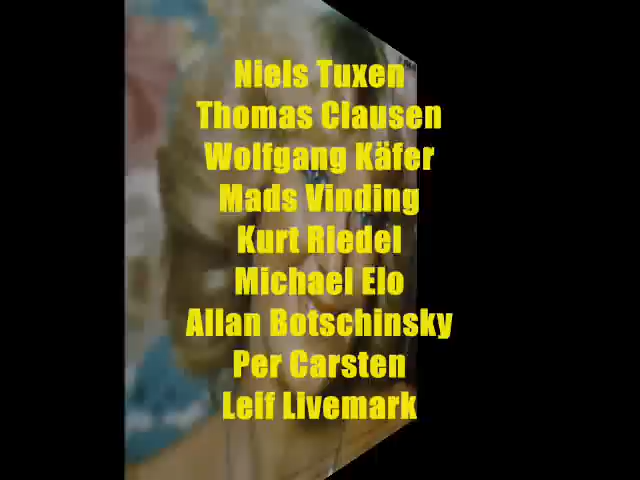 Niels Tuxen
Thomas Clausen
Wolfgang Käfer
Mads Vinding
Kurt Riedel
Michael Elo
Allan Botschinsky
Per Carsten
Leif Livemark